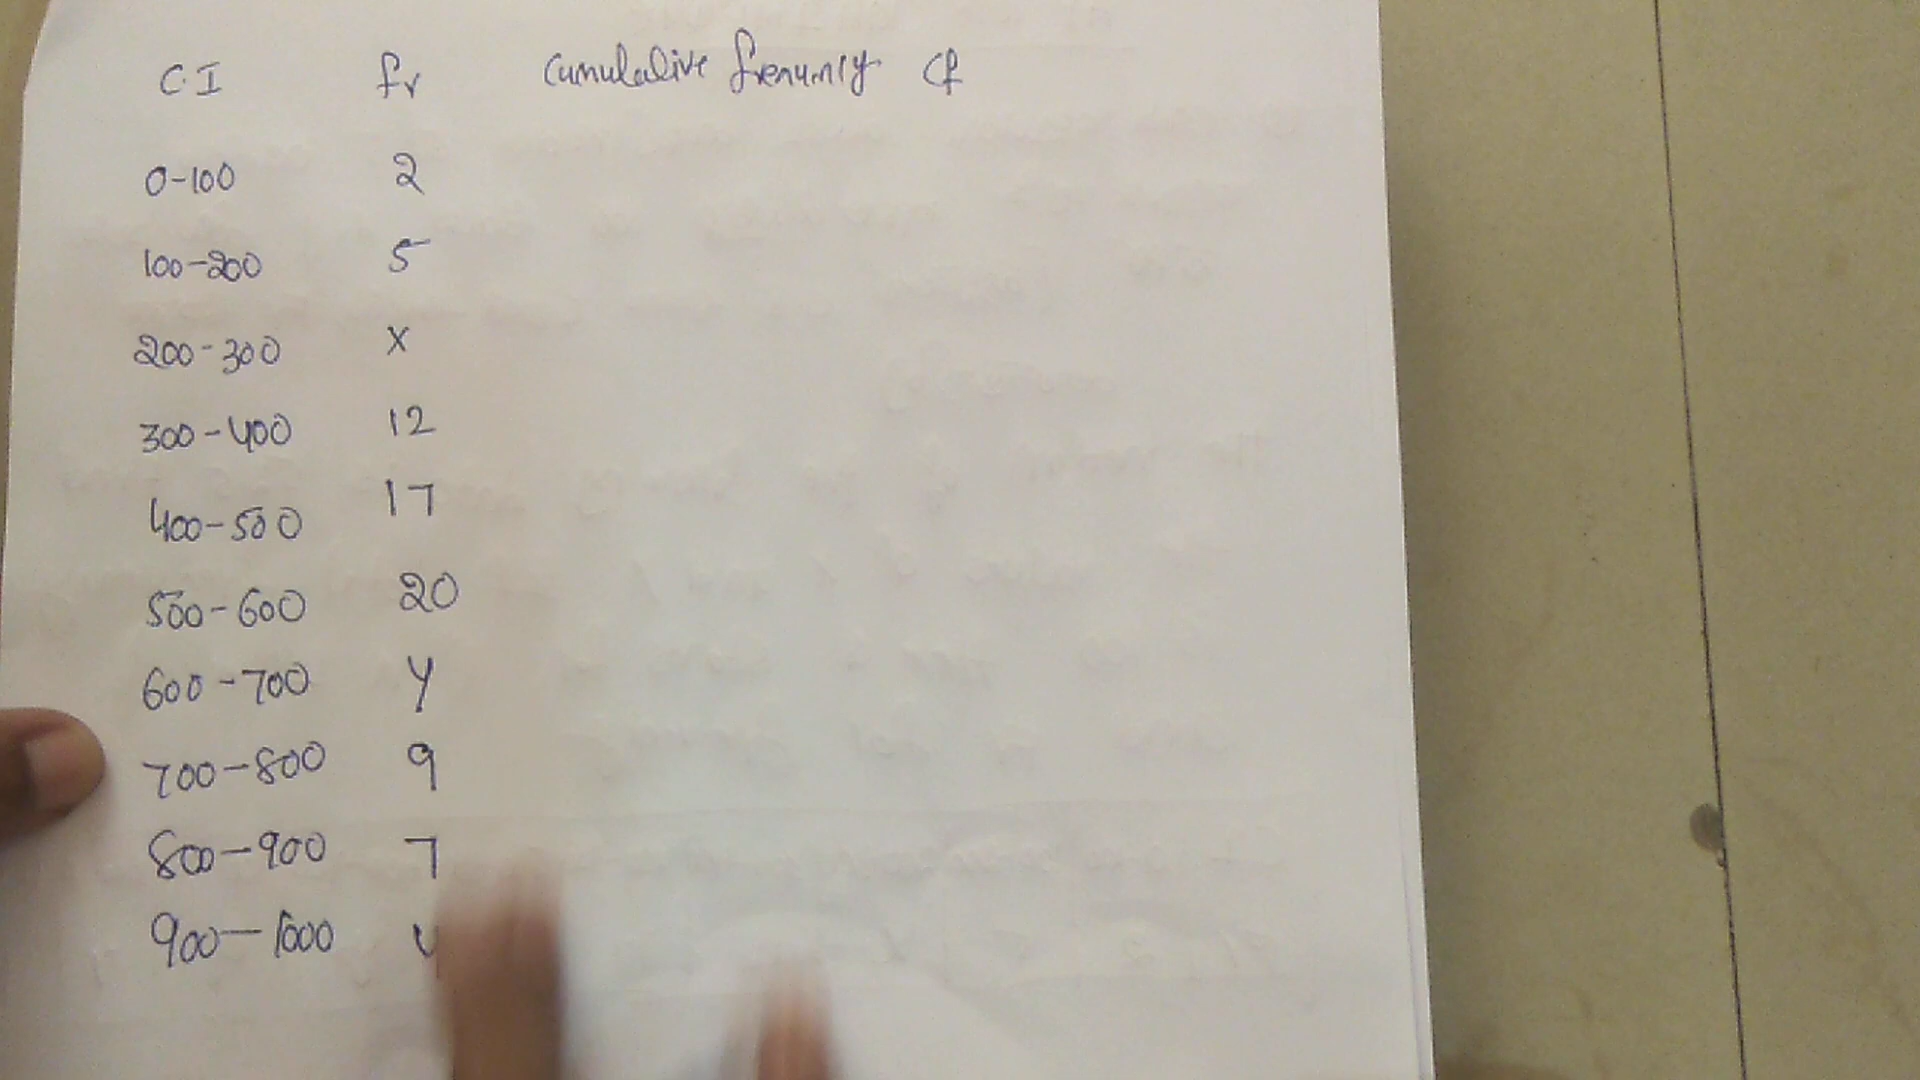 C.I fr Cumulative frequency Cf
0-100 2
100-200 5
200-300 x
300-400 12
400-500 17
500-600 20
600-700 y
700-800 9
800-900 7
900-1000